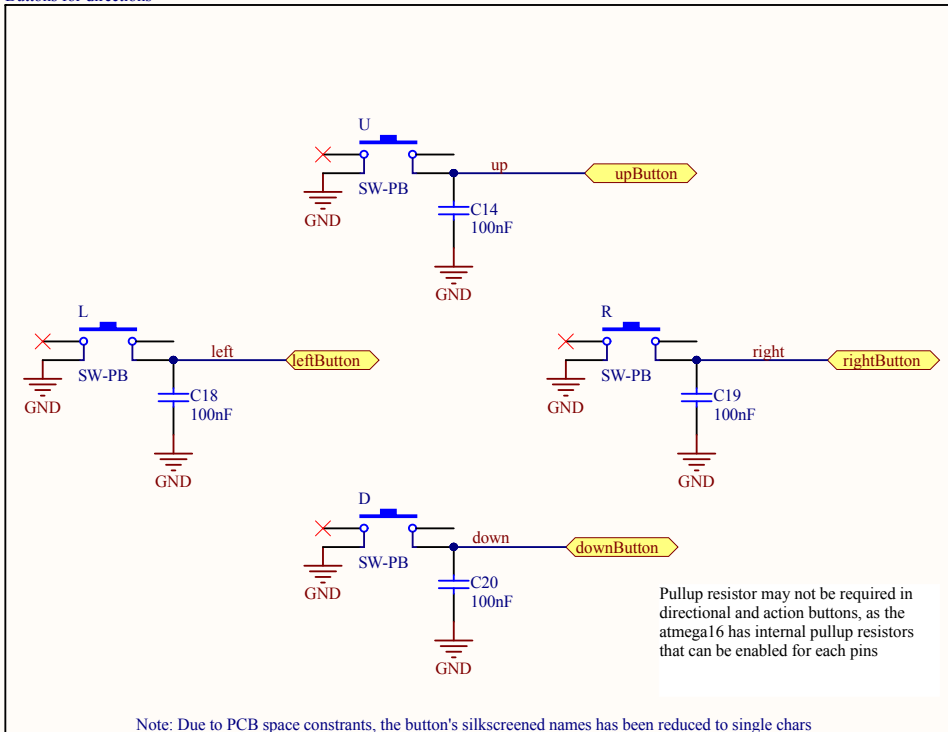 Buttons for directions
U
up
upButton
SW-PB
GND
C14
100nF
GND
L
left
leftButton
SW-PB
GND
C18
100nF
GND
R
right
rightButton
SW-PB
GND
C19
100nF
GND
D
down
downButton
SW-PB
GND
C20
100nF
GND
Pullup resistor may not be required in
directional and action buttons, as the
atmega16 has internal pullup resistors
that can be enabled for each pins
Note: Due to PCB space constrants, the button's silkscreened names has been reduced to single chars